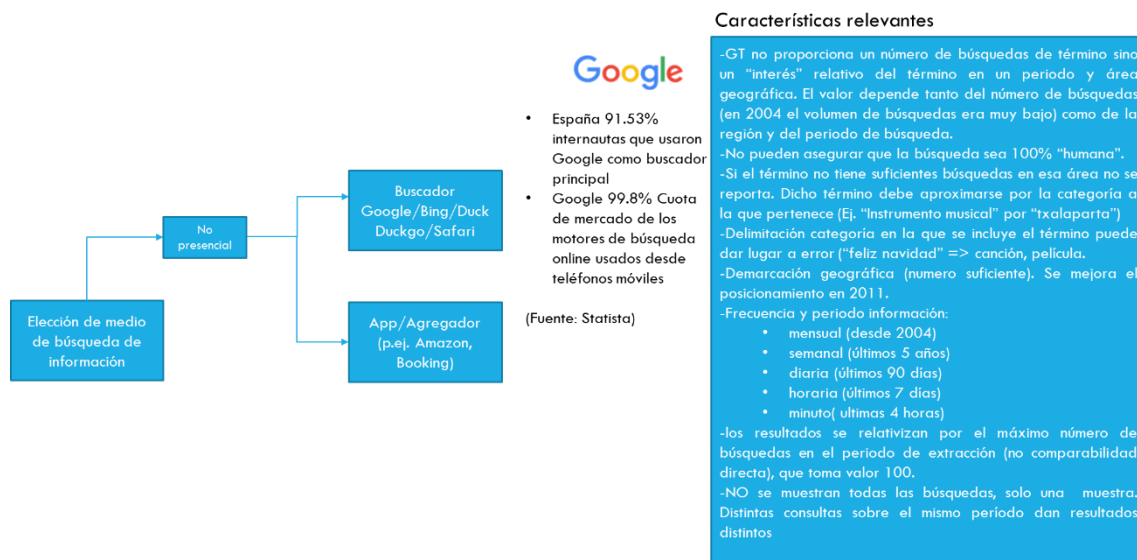 Características relevantes
Google
• España 91.53%
internautas que usaron
Google como buscador
principal
• Google 99.8% Cuota
de mercado de los
motores de búsqueda
online usados desde
teléfonos móviles
(Fuente: Statista)
No
presencial
Buscador
Google/Bing/Duck
Duckgo/Safari
Elección de medio
de búsqueda de
información
App/Agregador
(p.ej. Amazon,
Booking)
-GT no proporciona un número de búsquedas de término sino
un “interés” relativo del término en un periodo y área
geográfica. El valor depende tanto del número de búsquedas
(en 2004 el volumen de búsquedas era muy bajo) como de la
región y del periodo de búsqueda.
-No pueden asegurar que la búsqueda sea 100% “humana”.
-Si el término no tiene suficientes búsquedas en esa área no se
reporta. Dicho término debe aproximarse por la categoría a
la que pertenece (Ej. “Instrumento musical” por “txalaparta”)
-Delimitación categoría en la que se incluye el término puede
dar lugar a error (“feliz navidad” => canción, película.
-Demarcación geográfica (numero suficiente). Se mejora el
posicionamiento en 2011.
-Frecuencia y periodo información:
• mensual (desde 2004)
• semanal (últimos 5 años)
• diaria (últimos 90 días)
• horaria (últimos 7 días)
• minuto( ultimas 4 horas)
-los resultados se relativizan por el máximo número de
búsquedas en el periodo de extracción (no comparabilidad
directa), que toma valor 100.
-NO se muestran todas las búsquedas, solo una muestra.
Distintas consultas sobre el mismo período dan resultados
distintos